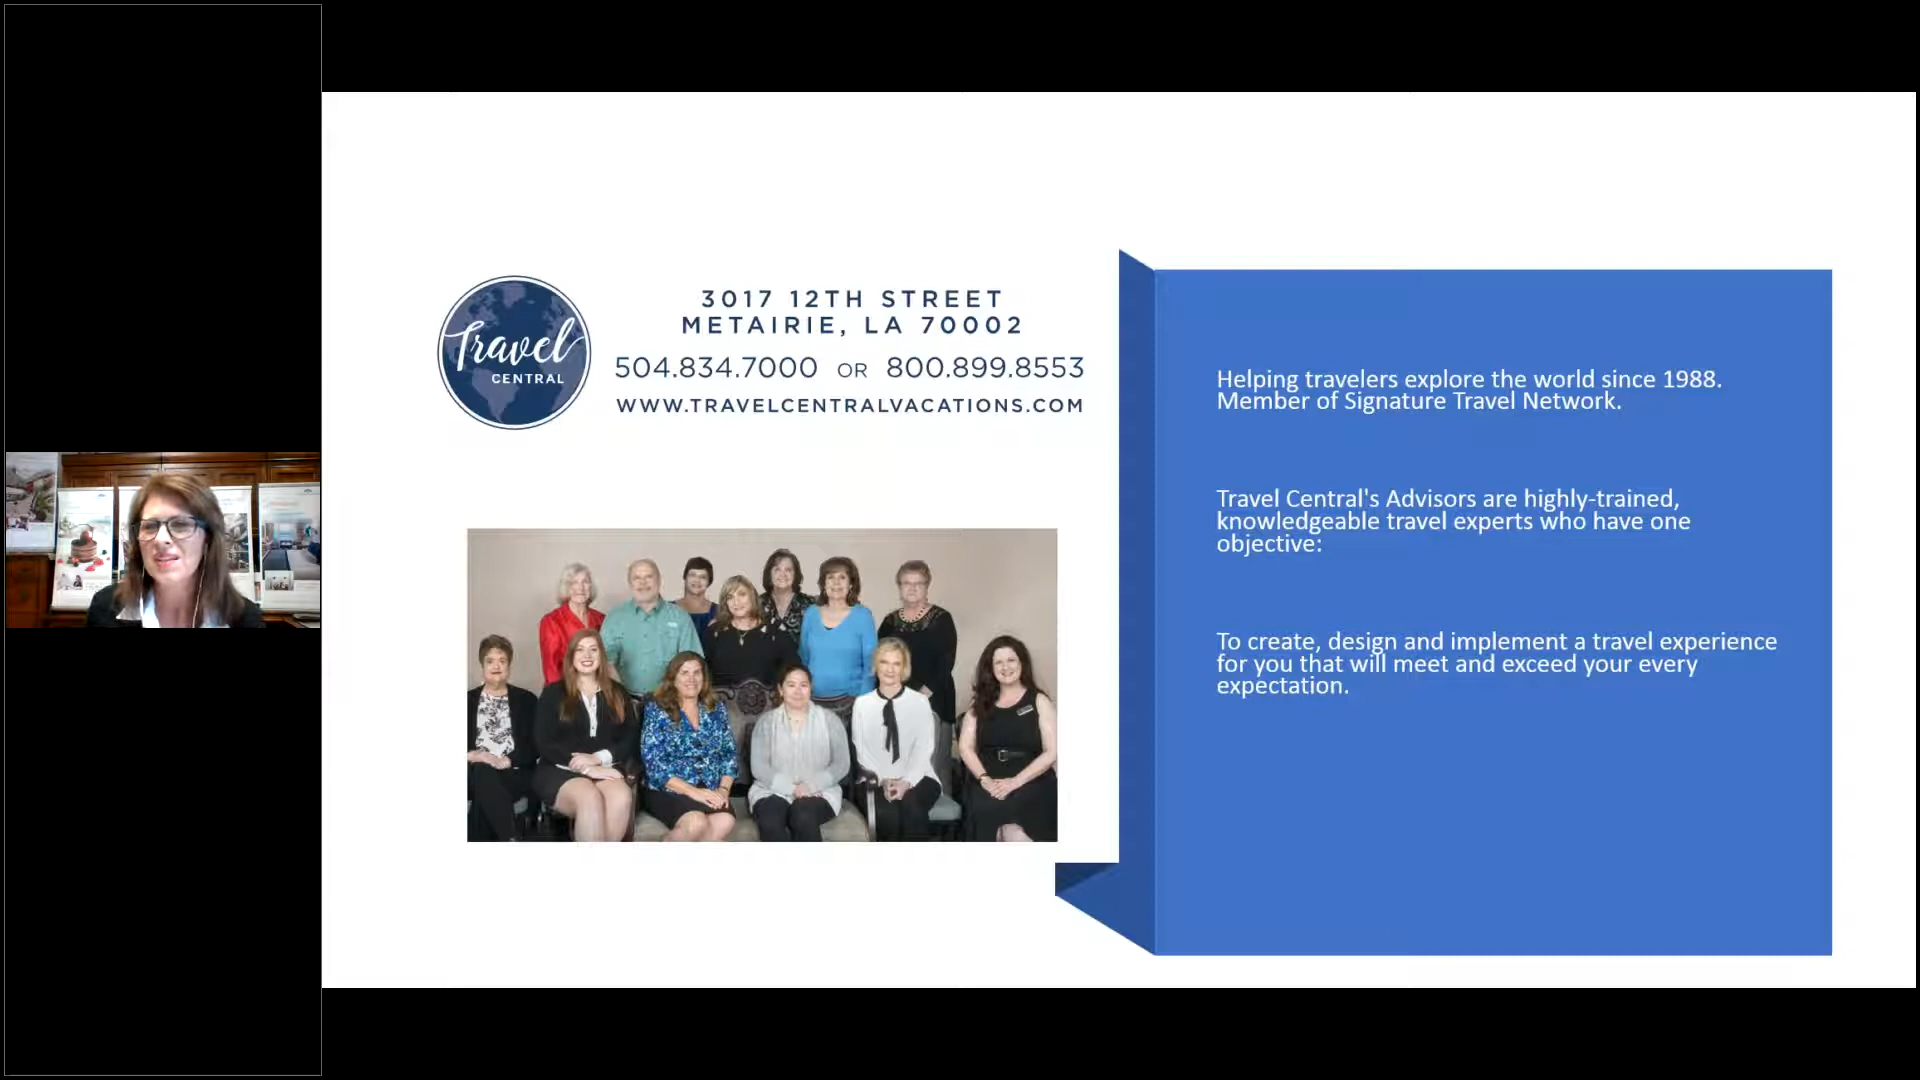 Travel
CENTRAL
3017 12TH STREET
METAIRIE, LA 70002
504.834.7000 OR 800.899.8553
WWW.TRAVELCENTRALVACATIONS.COM
Helping travelers explore the world since 1988.
Member of Signature Travel Network.
Travel Central's Advisors are highly-trained,
knowledgeable travel experts who have one
objective:
To create, design and implement a travel experience
for you that will meet and exceed your every
expectation.